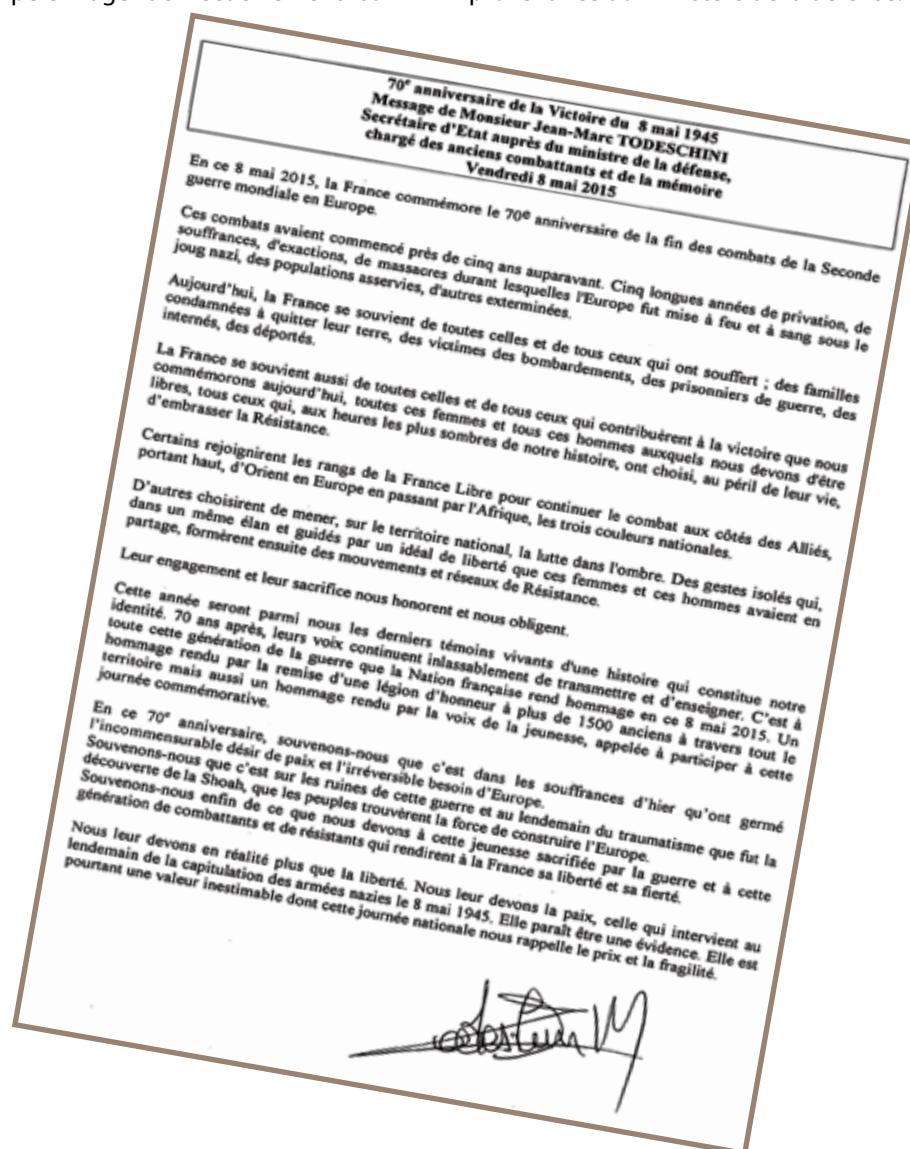 70e anniversaire de la Victoire du 8 mai 1945
Message de Monsieur Jean-Marc TODESCHINI
Secrétaire d'Etat auprès du ministre de la défense,
chargé des anciens combattants et de la mémoire
Vendredi 8 mai 2015
En ce 8 mai 2015, la France commémore le 70e anniversaire de la fin des combats de la Seconde
guerre mondiale en Europe.
Ces combats avaient commencé près de cinq ans auparavant. Cinq longues années de privation, de
souffrances, d'exactions, de massacres durant lesquelles l'Europe fut mise à feu et à sang sous le
joug nazi, des populations asservies, d'autres exterminées.
Aujourd'hui, la France se souvient de toutes celles et de tous ceux qui ont souffert ; des familles
condamnées à quitter leur terre, des victimes des bombardements, des prisonniers de guerre, des
internés, des déportés.
La France se souvient aussi de toutes celles et de tous ceux qui contribuèrent à la victoire que nous
commémorons aujourd'hui, toutes ces femmes et tous ces hommes auxquels nous devons d'être
libres, tous ceux qui, aux heures les plus sombres de notre histoire, ont choisi, au péril de leur vie,
d'embrasser la Résistance.
Certains rejoignirent les rangs de la France Libre pour continuer le combat aux côtés des Alliés,
portant haut, d'Orient en Europe en passant par l'Afrique, les trois couleurs nationales.
D'autres choisirent de mener, sur le territoire national, la lutte dans l'ombre. Des gestes isolés qui,
dans un même élan et guidés par un idéal de liberté que ces femmes et ces hommes avaient en
partage, formèrent ensuite des mouvements et réseaux de Résistance.
Leur engagement et leur sacrifice nous honorent et nous obligent.
Cette année seront parmi nous les derniers témoins vivants d'une histoire qui constitue notre
identité. 70 ans après, leurs voix continuent inlassablement de transmettre et d'enseigner. C'est à
toute cette génération de la guerre que la Nation française rend hommage en ce 8 mai 2015. Un
hommage rendu par la remise d'une légion d'honneur à plus de 1500 anciens à travers tout le
territoire mais aussi un hommage rendu par la voix de la jeunesse, appelée à participer à cette
journée commémorative.
En ce 70e anniversaire, souvenons-nous que c'est dans les souffrances d'hier qu'ont germé
l'incommensurable désir de paix et l'irréversible besoin d'Europe.
Souvenons-nous que c'est sur les ruines de cette guerre et au lendemain du traumatisme que fut la
découverte de la Shoah, que les peuples trouvèrent la force de construire l'Europe.
Souvenons-nous enfin de ce que nous devons à cette jeunesse sacrifiée par la guerre et à cette
génération de combattants et de résistants qui rendirent à la France sa liberté et sa fierté.
Nous leur devons en réalité plus que la liberté. Nous leur devons la paix, celle qui intervient au
lendemain de la capitulation des armées nazies le 8 mai 1945. Elle paraît être une évidence. Elle est
pourtant une valeur inestimable dont cette journée nationale nous rappelle le prix et la fragilité.